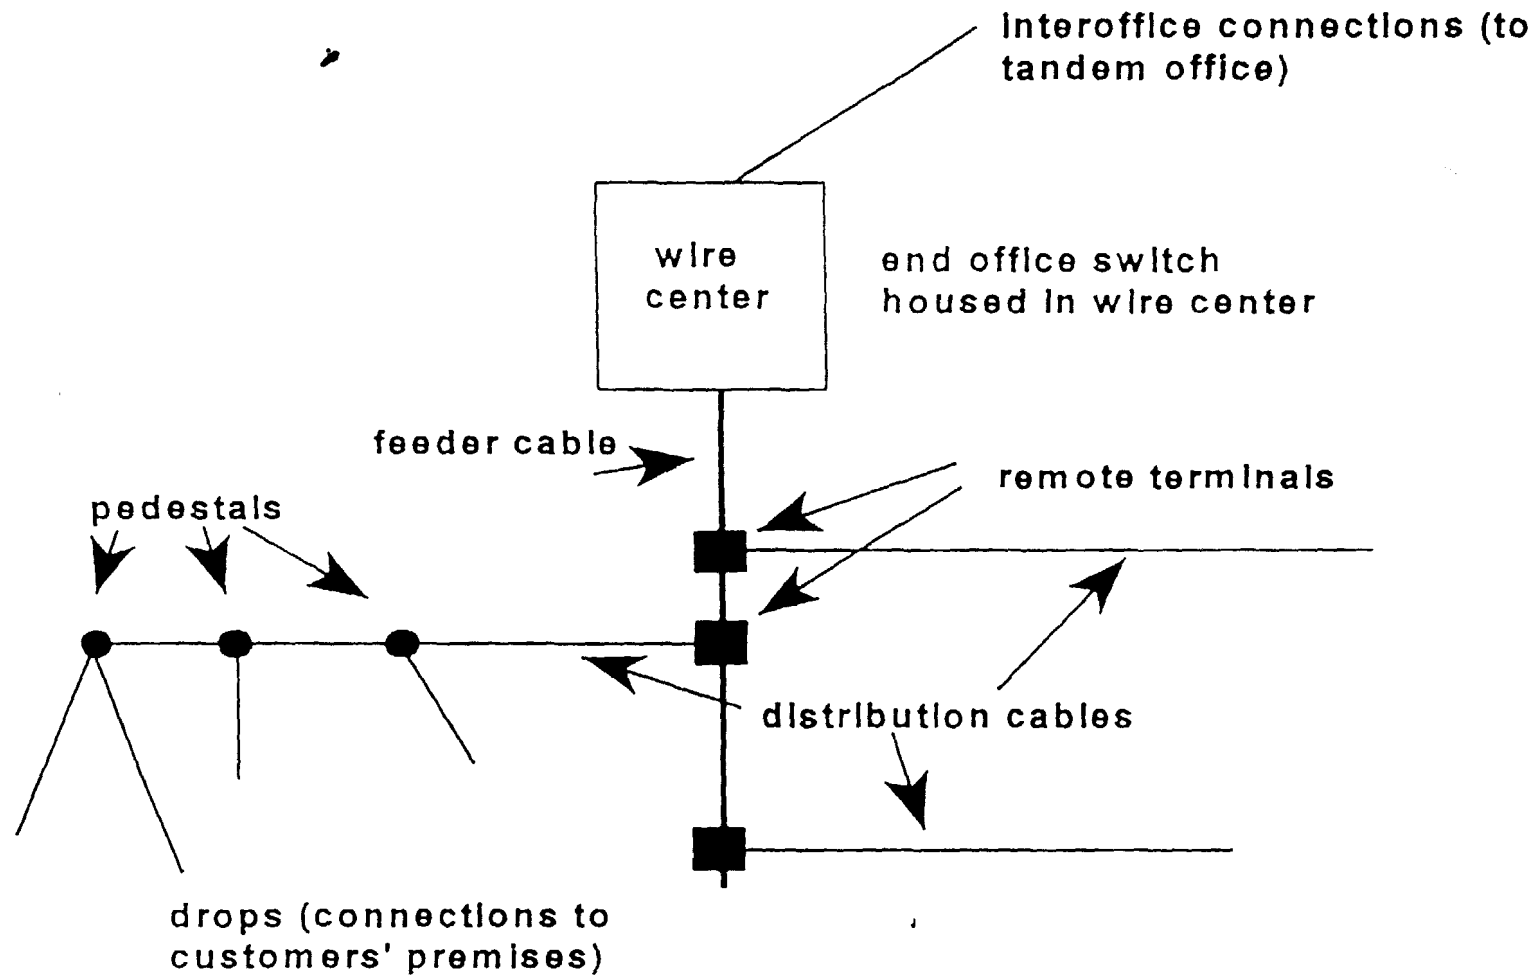 interoffice connections (to
tandem office)
wire
center
end office switch
housed in wire center
feeder cable
remote terminals
pedestals
distribution cables
drops (connections to
customers' premises)